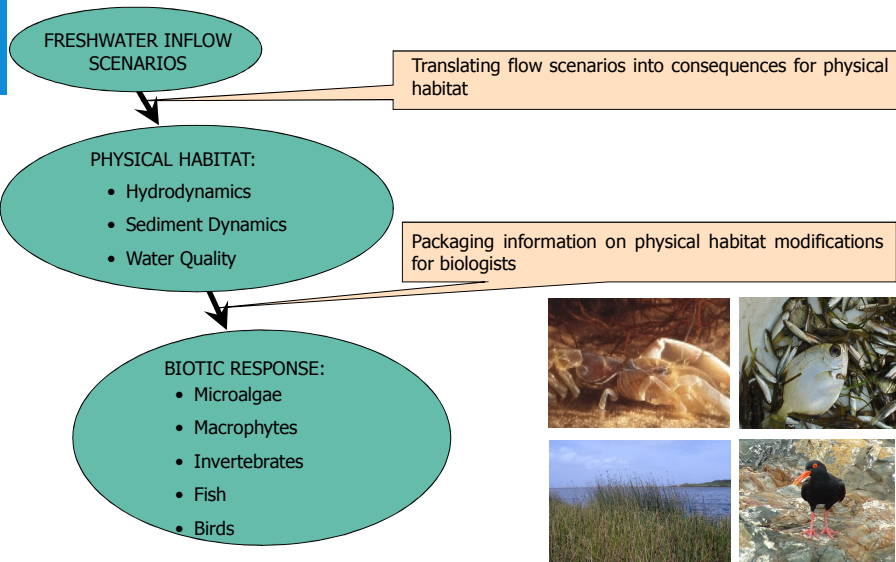 FRESHWATER INFLOW
SCENARIOS
Translating flow scenarios into consequences for physical
habitat
PHYSICAL HABITAT:
• Hydrodynamics
• Sediment Dynamics
• Water Quality
Packaging information on physical habitat modifications
for biologists
BIOTIC RESPONSE:
• Microalgae
• Macrophytes
• Invertebrates
• Fish
• Birds